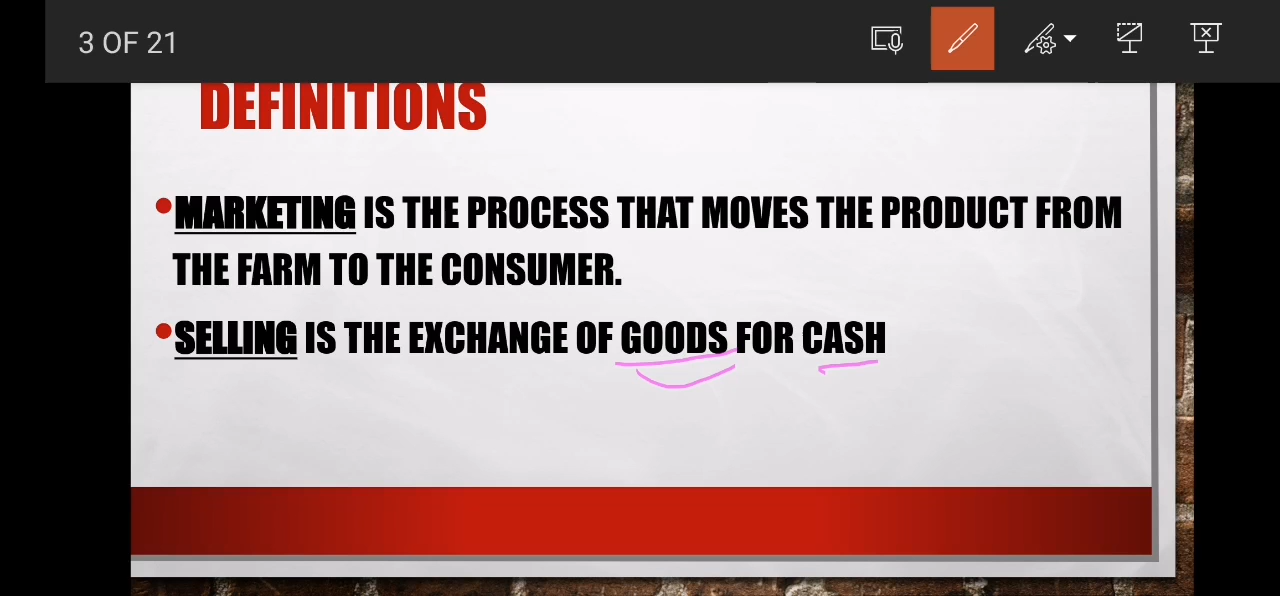 3 OF 21
DEFINITIONS
•MARKETING IS THE PROCESS THAT MOVES THE PRODUCT FROM
THE FARM TO THE CONSUMER.
•SELLING IS THE EXCHANGE OF GOODS FOR CASH